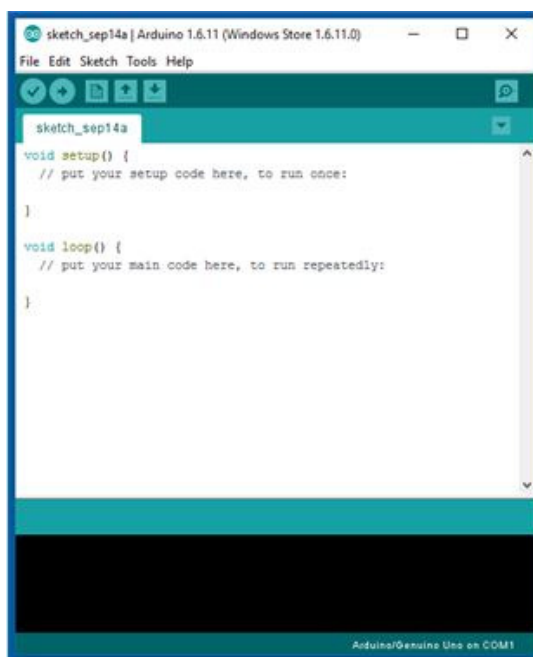 sketch_sep14a | Arduino 1.6.11 (Windows Store 1.6.11.0)
File Edit Sketch Tools Help
sketch_sep14a
void setup() {
  // put your setup code here, to run once:
}
void loop() {
  // put your main code here, to run repeatedly:
}
Arduino/Genuino Uno on COM1